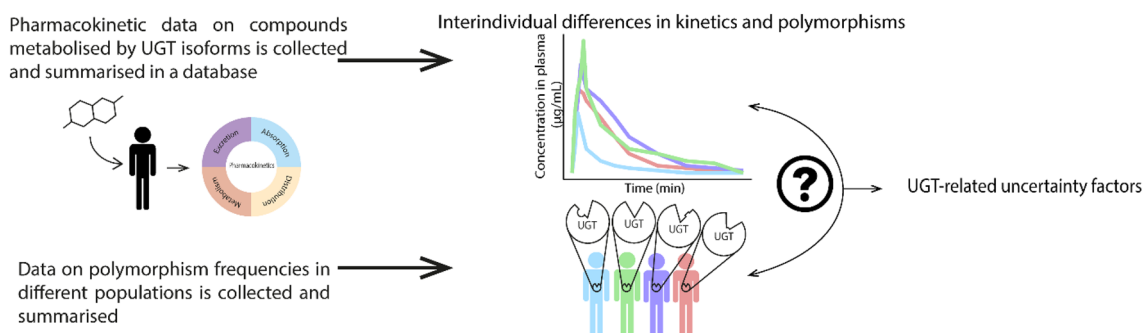 Pharmacokinetic data on compounds
metabolised by UGT isoforms is collected
and summarised in a database
Excretion
Absorption
Pharmacokinetics
Metabolism
Distribution
Data on polymorphism frequencies in
different populations is collected and
summarised
Interindividual differences in kinetics and polymorphisms
Concentration in plasma
(µg/mL)
Time (min)
UGT
UGT
UGT
UGT
?
UGT-related uncertainty factors